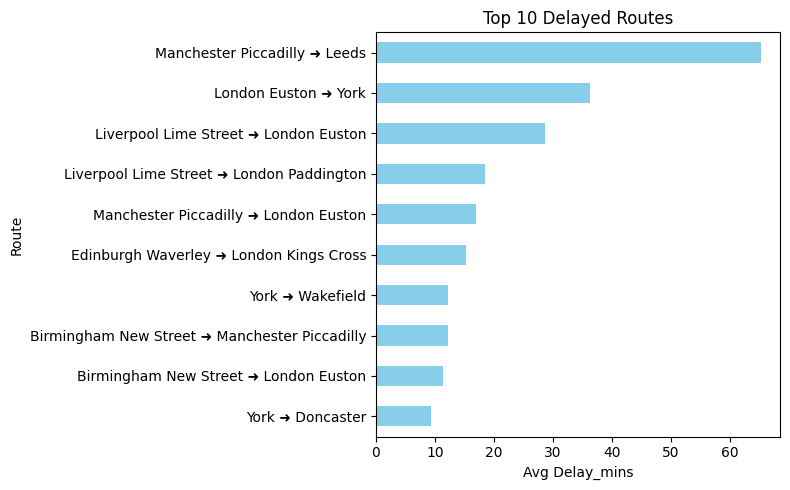 Top 10 Delayed Routes
Manchester Piccadilly ➜ Leeds
London Euston ➜ York
Liverpool Lime Street ➜ London Euston
Liverpool Lime Street ➜ London Paddington
Manchester Piccadilly ➜ London Euston
Edinburgh Waverley ➜ London Kings Cross
York ➜ Wakefield
Birmingham New Street ➜ Manchester Piccadilly
Birmingham New Street ➜ London Euston
York ➜ Doncaster
Route
0 10 20 30 40 50 60
Avg Delay_mins